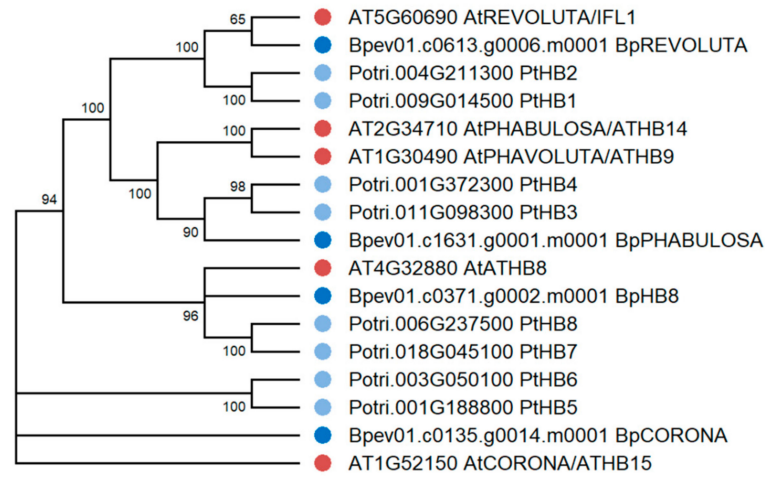 65
AT5G60690 AtREVOLUTA/IFL1
100
Bpev01.c0613.g0006.m0001 BpREVOLUTA
Potri.004G211300 PtHB2
100
Potri.009G014500 PtHB1
100
100
AT2G34710 AtPHABULOSA/ATHB14
AT1G30490 AtPHAVOLUTA/ATHB9
100
98
Potri.001G372300 PtHB4
94
Potri.011G098300 PtHB3
90
Bpev01.c1631.g0001.m0001 BpPHABULOSA
AT4G32880 AtATHB8
Bpev01.c0371.g0002.m0001 BpHB8
96
Potri.006G237500 PtHB8
100
Potri.018G045100 PtHB7
Potri.003G050100 PtHB6
100
Potri.001G188800 PtHB5
Bpev01.c0135.g0014.m0001 BpCORONA
AT1G52150 AtCORONA/ATHB15